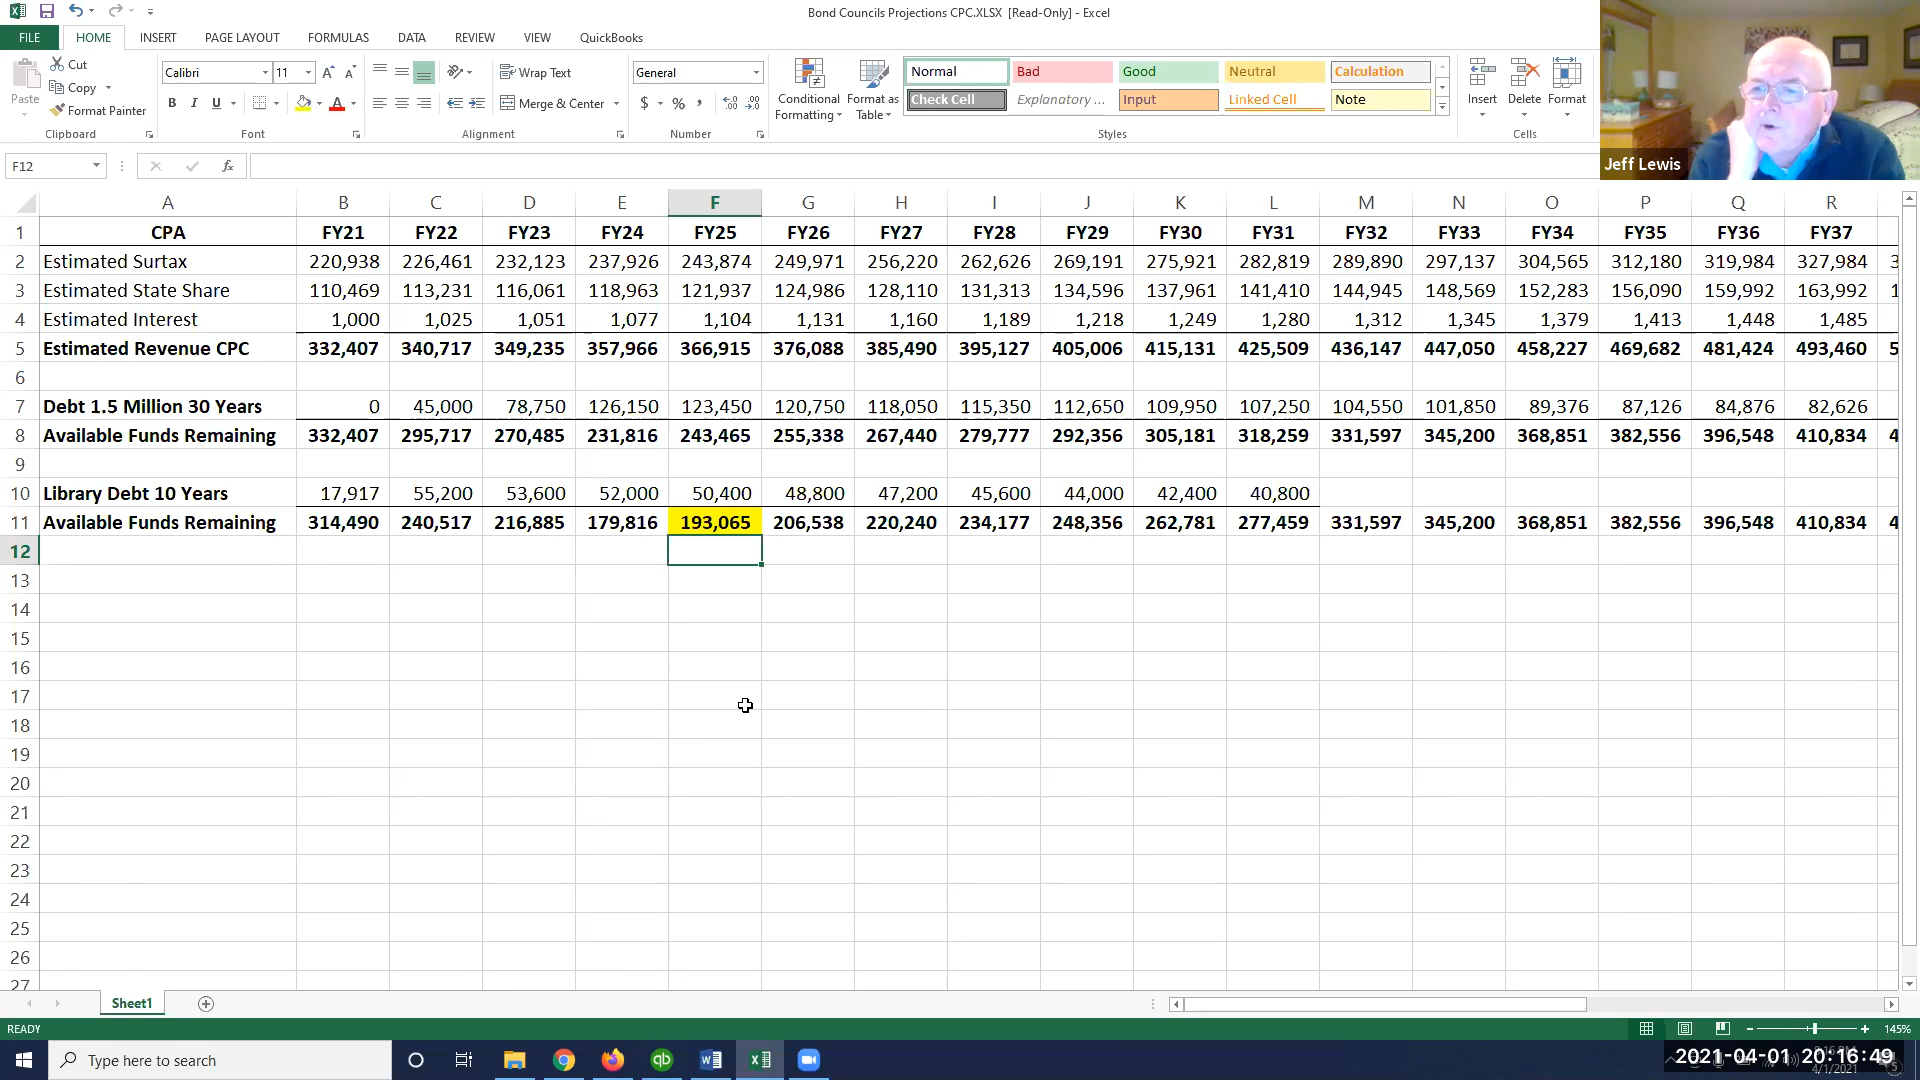 Bond Councils Projections CPC.XLSX [Read-Only] - Excel
FILE HOME INSERT PAGE LAYOUT FORMULAS DATA REVIEW VIEW QuickBooks
Paste Cut Copy Format Painter Clipboard
Calibri 11 B I U A Font
Wrap Text Merge & Center Alignment
General $ % Number
Conditional Formatting Format as Table
Normal Bad Good Neutral Calculation
Check Cell Explanatory ... Input Linked Cell Note
Styles
Insert Delete Format Cells
Jeff Lewis
F12 fx
A B C D E F G H I J K L M N O P Q R
1 CPA FY21 FY22 FY23 FY24 FY25 FY26 FY27 FY28 FY29 FY30 FY31 FY32 FY33 FY34 FY35 FY36 FY37
2 Estimated Surtax 220,938 226,461 232,123 237,926 243,874 249,971 256,220 262,626 269,191 275,921 282,819 289,890 297,137 304,565 312,180 319,984 327,984 3
3 Estimated State Share 110,469 113,231 116,061 118,963 121,937 124,986 128,110 131,313 134,596 137,961 141,410 144,945 148,569 152,283 156,090 159,992 163,992 1
4 Estimated Interest 1,000 1,025 1,051 1,077 1,104 1,131 1,160 1,189 1,218 1,249 1,280 1,312 1,345 1,379 1,413 1,448 1,485
5 Estimated Revenue CPC 332,407 340,717 349,235 357,966 366,915 376,088 385,490 395,127 405,006 415,131 425,509 436,147 447,050 458,227 469,682 481,424 493,460 5
6
7 Debt 1.5 Million 30 Years 0 45,000 78,750 126,150 123,450 120,750 118,050 115,350 112,650 109,950 107,250 104,550 101,850 89,376 87,126 84,876 82,626
8 Available Funds Remaining 332,407 295,717 270,485 231,816 243,465 255,338 267,440 279,777 292,356 305,181 318,259 331,597 345,200 368,851 382,556 396,548 410,834 4
9
10 Library Debt 10 Years 17,917 55,200 53,600 52,000 50,400 48,800 47,200 45,600 44,000 42,400 40,800
11 Available Funds Remaining 314,490 240,517 216,885 179,816 193,065 206,538 220,240 234,177 248,356 262,781 277,459 331,597 345,200 368,851 382,556 396,548 410,834 4
12
13
14
15
16
17
18
19
20
21
22
23
24
25
26
27
Sheet1
READY 145%
Type here to search
2021-04-01 20:16:49
4/1/2021